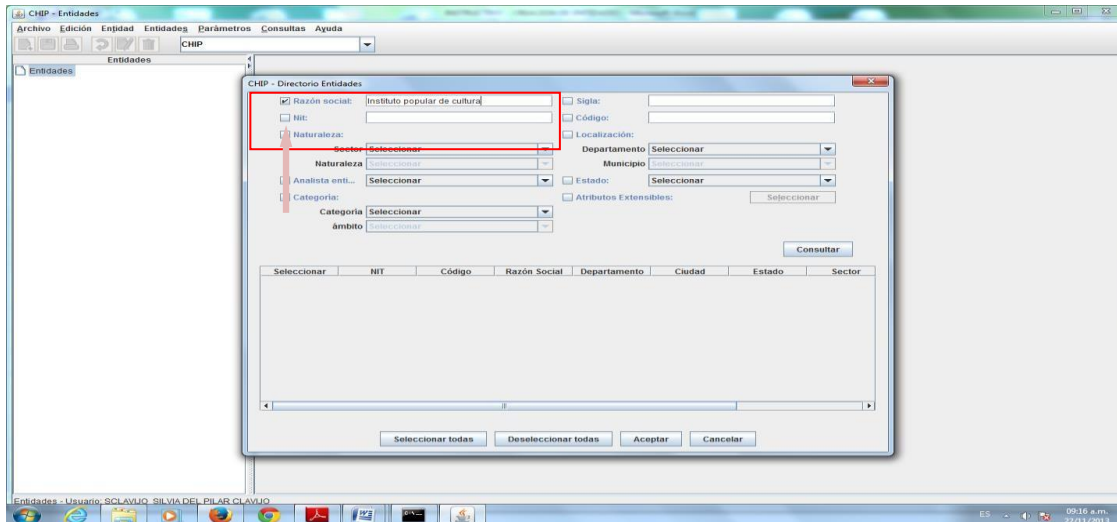 CHIP - Entidades
Archivo Edición Entidad Entidades Parámetros Consultas Ayuda
CHIP
Entidades
Entidades
CHIP - Directorio Entidades
Razón social: Instituto popular de cultura Sigla:
Nit: Código:
Naturaleza: Localización:
Sector Seleccionar Departamento Seleccionar
Naturaleza Seleccionar Municipio Seleccionar
Analista enti... Seleccionar Estado: Seleccionar
Categoria: Atributos Extensibles: Seleccionar
Categoria Seleccionar
ámbito Seleccionar
Consultar
Seleccionar NIT Código Razón Social Departamento Ciudad Estado Sector
Seleccionar todas Deseleccionar todas Aceptar Cancelar
Entidades - Usuario: SCLAVIJO SILVIA DEL PILAR CLAVIJO
ES 09:16 a.m.